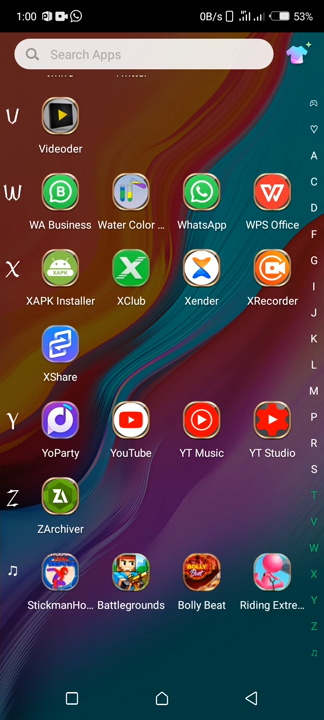 1:00 0B/s 53%
Search Apps
U
Videoder
W
WA Business Water Color ... WhatsApp WPS Office
X
XAPK Installer XClub Xender XRecorder
XShare
Y
YoParty YouTube YT Music YT Studio
Z
ZArchiver
StickmanHo... Battlegrounds Bolly Beat Riding Extre...
A
C
D
F
G
I
J
K
L
M
P
R
S
T
V
W
X
Y
Z